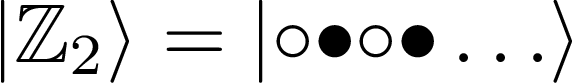 |ℤ₂⟩ = |○●○● . . .⟩